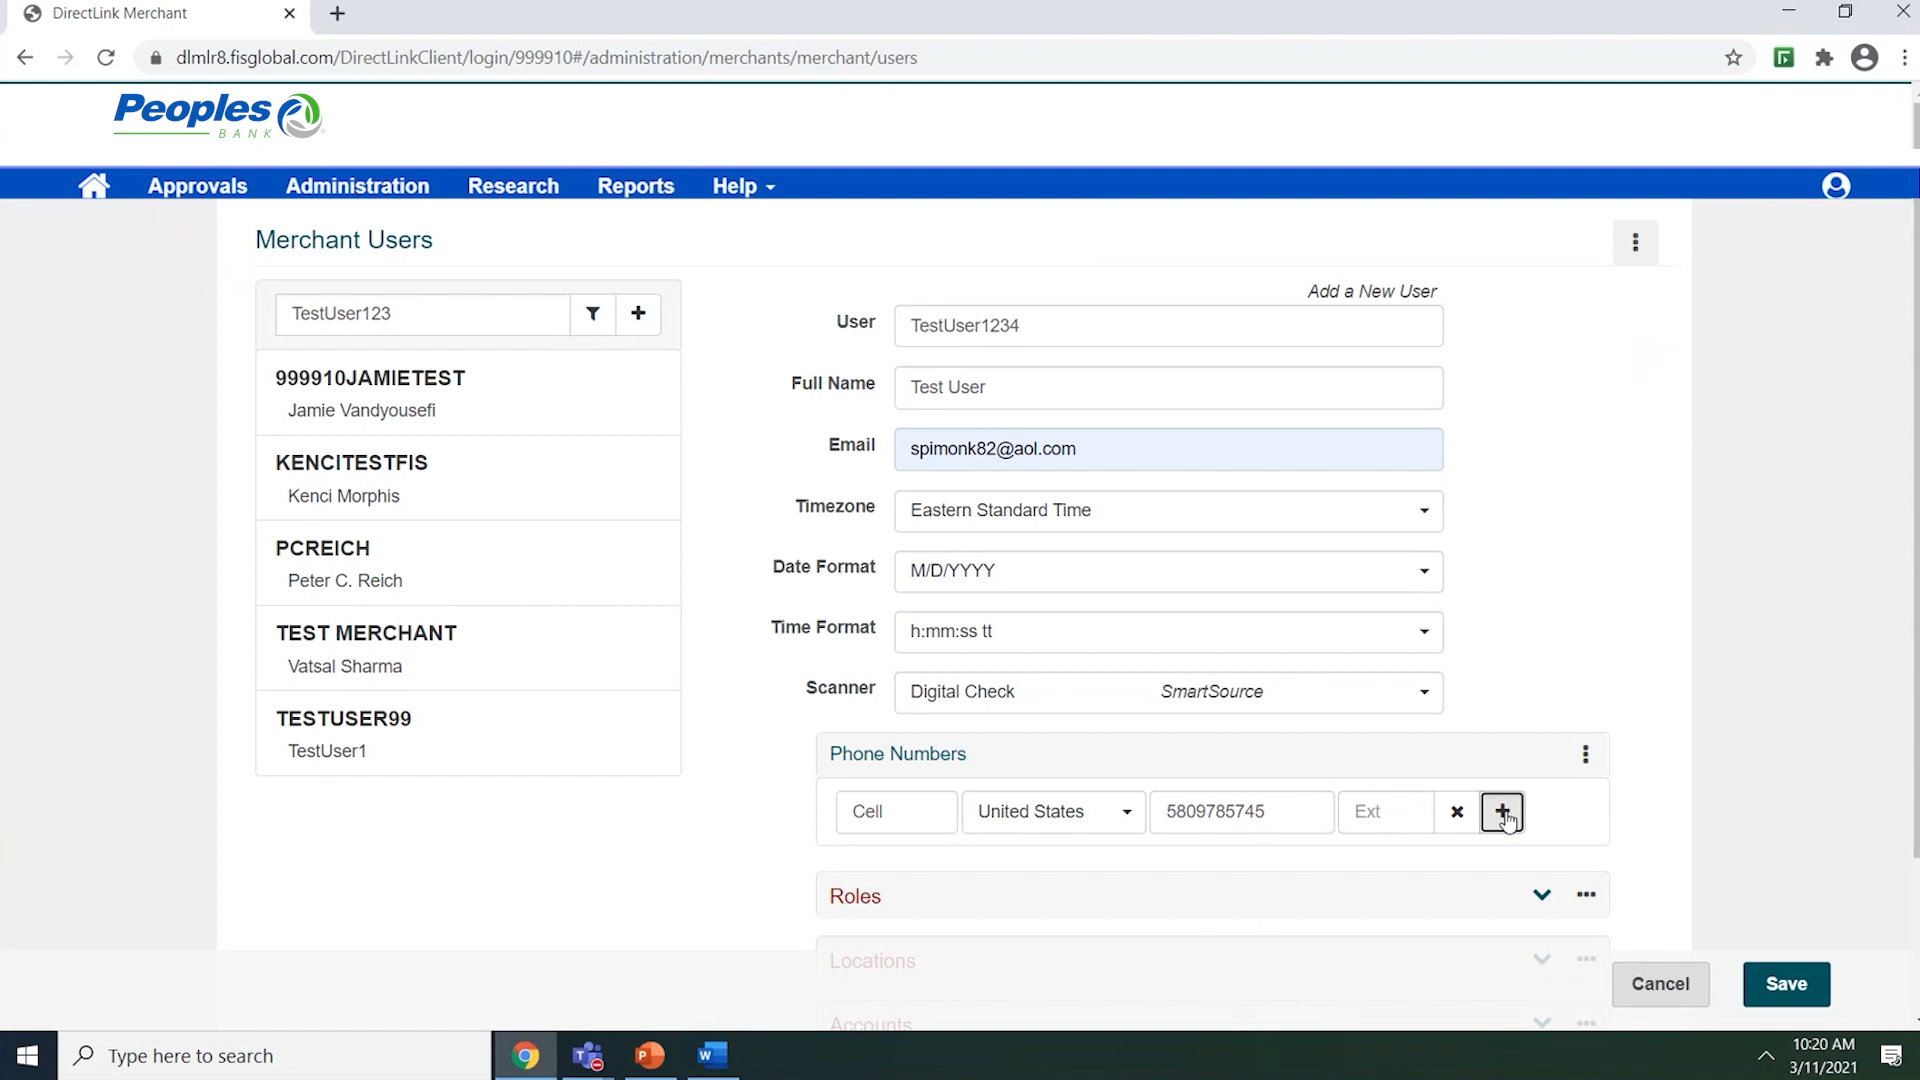 DirectLink Merchant
dlmlr8.fisglobal.com/DirectLinkClient/login/999910#/administration/merchants/merchant/users
Peoples
BANK
Approvals Administration Research Reports Help
Merchant Users
Add a New User
TestUser123
999910JAMIETEST
Jamie Vandyousefi
KENCITESTFIS
Kenci Morphis
PCREICH
Peter C. Reich
TEST MERCHANT
Vatsal Sharma
TESTUSER99
TestUser1
User TestUser1234
Full Name Test User
Email spimonk82@aol.com
Timezone Eastern Standard Time
Date Format M/D/YYYY
Time Format h:mm:ss tt
Scanner Digital Check SmartSource
Phone Numbers
Cell United States 5809785745 Ext
Roles
Locations
Accounts
Cancel Save
Type here to search
10:20 AM
3/11/2021